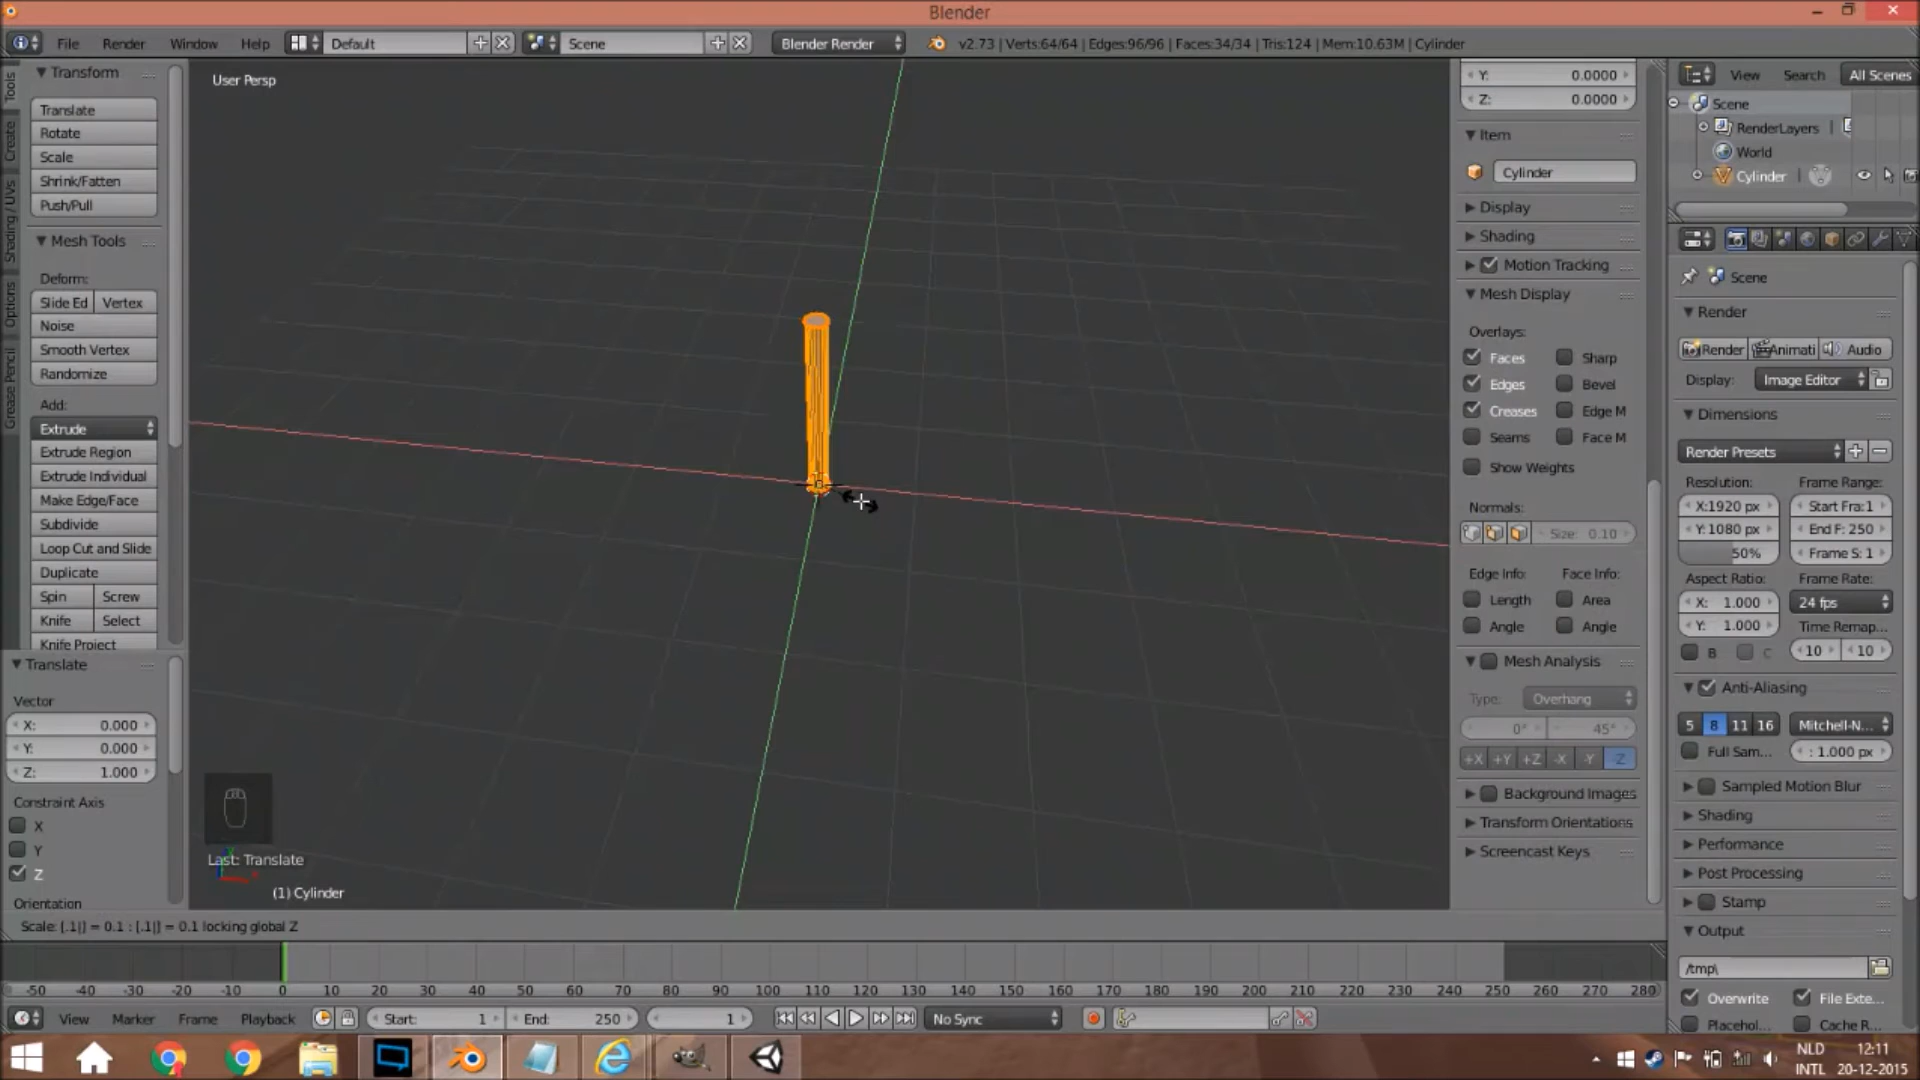 Blender
File Render Window Help Default Scene Blender Render v2.73 | Verts:64/64 | Edges:96/96 | Faces:34/34 | Tris:124 | Mem:10.63M | Cylinder
Tools
Create
Shading / UVs
Options
Grease Pencil
Transform
Translate
Rotate
Scale
Shrink/Fatten
Push/Pull
Mesh Tools
Deform:
Slide Ed Vertex
Noise
Smooth Vertex
Randomize
Add:
Extrude
Extrude Region
Extrude Individual
Make Edge/Face
Subdivide
Loop Cut and Slide
Duplicate
Spin Screw
Knife Select
Knife Project
Translate
Vector
X: 0.000
Y: 0.000
Z: 1.000
Constraint Axis
X
Y
Z
Orientation
User Persp
Last: Translate
(1) Cylinder
Scale: [.1|] = 0.1 : [.1|] = 0.1 locking global Z
Y: 0.0000
Z: 0.0000
Item
Cylinder
Display
Shading
Motion Tracking
Mesh Display
Overlays:
Faces Sharp
Edges Bevel
Creases Edge M
Seams Face M
Show Weights
Normals:
Size: 0.10
Edge Info: Face Info:
Length Area
Angle Angle
Mesh Analysis
Type: Overhang
0° 45°
+X +Y +Z -X -Y -Z
Background Images
Transform Orientations
Screencast Keys
View Search All Scenes
Scene
RenderLayers
World
Cylinder
Scene
Render
Render Animati Audio
Display: Image Editor
Dimensions
Render Presets
Resolution: Frame Range:
X:1920 px Start Fra:1
Y:1080 px End F: 250
50% Frame S: 1
Aspect Ratio: Frame Rate:
X: 1.000 24 fps
Y: 1.000 Time Remap...
B C 10 10
Anti-Aliasing
5 8 11 16 Mitchell-N...
Full Sam... : 1.000 px
Sampled Motion Blur
Shading
Performance
Post Processing
Stamp
Output
/tmp\
Overwrite File Exte...
Placehol... Cache R...
-50 -40 -30 -20 -10 0 10 20 30 40 50 60 70 80 90 100 110 120 130 140 150 160 170 180 190 200 210 220 230 240 250 260 270 280
View Marker Frame Playback Start: 1 End: 250 1 No Sync
NLD 12:11
INTL 20-12-2015